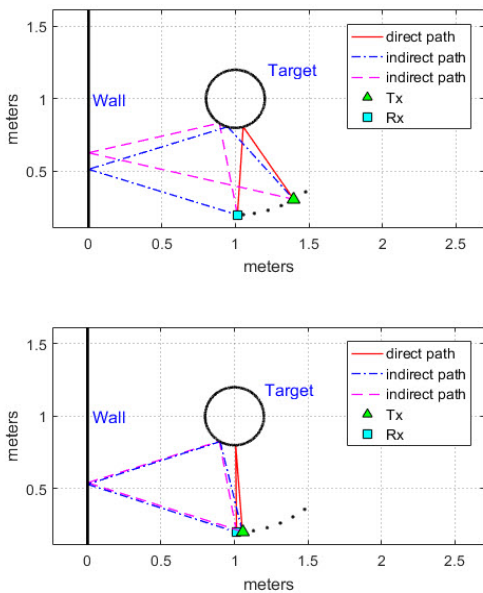 1.5
1
0.5
meters
Wall
Target
direct path
indirect path
indirect path
Tx
Rx
0 0.5 1 1.5 2 2.5
meters
1.5
1
0.5
meters
Wall
Target
direct path
indirect path
indirect path
Tx
Rx
0 0.5 1 1.5 2 2.5
meters